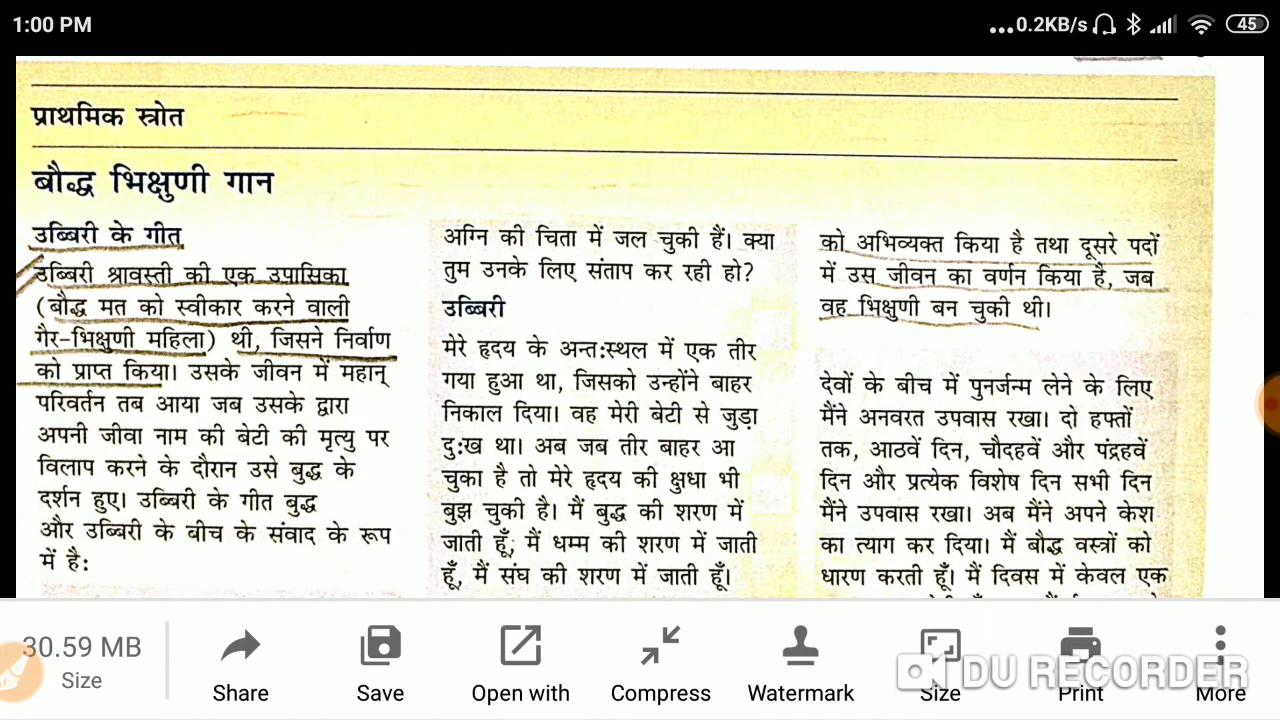 1:00 PM
...0.2KB/s
45
प्राथमिक स्त्रोत
बौद्ध भिक्षुणी गान
उब्बिरी के गीत
उब्बिरी श्रावस्ती की एक उपासिका
(बौद्ध मत को स्वीकार करने वाली
गैर-भिक्षुणी महिला) थी, जिसने निर्वाण
को प्राप्त किया। उसके जीवन में महान्
परिवर्तन तब आया जब उसके द्वारा
अपनी जीवा नाम की बेटी की मृत्यु पर
विलाप करने के दौरान उसे बुद्ध के
दर्शन हुए। उब्बिरी के गीत बुद्ध
और उब्बिरी के बीच के संवाद के रूप
में है:
अग्नि की चिता में जल चुकी हैं। क्या
तुम उनके लिए संताप कर रही हो?
उब्बिरी
मेरे हृदय के अन्त:स्थल में एक तीर
गया हुआ था, जिसको उन्होंने बाहर
निकाल दिया। वह मेरी बेटी से जुड़ा
दु:ख था। अब जब तीर बाहर आ
चुका है तो मेरे हृदय की क्षुधा भी
बुझ चुकी है। मैं बुद्ध की शरण में
जाती हूँ, मैं धम्म की शरण में जाती
हूँ, मैं संघ की शरण में जाती हूँ।
को अभिव्यक्त किया है तथा दूसरे पदों
में उस जीवन का वर्णन किया है, जब
वह भिक्षुणी बन चुकी थी।
देवों के बीच में पुनर्जन्म लेने के लिए
मैंने अनवरत उपवास रखा। दो हफ्तों
तक, आठवें दिन, चौदहवें और पंद्रहवें
दिन और प्रत्येक विशेष दिन सभी दिन
मैंने उपवास रखा। अब मैंने अपने केश
का त्याग कर दिया। मैं बौद्ध वस्त्रों को
धारण करती हूँ। मैं दिवस में केवल एक
30.59 MB
Size
Share
Save
Open with
Compress
Watermark
Size
Print
More
DU RECORDER